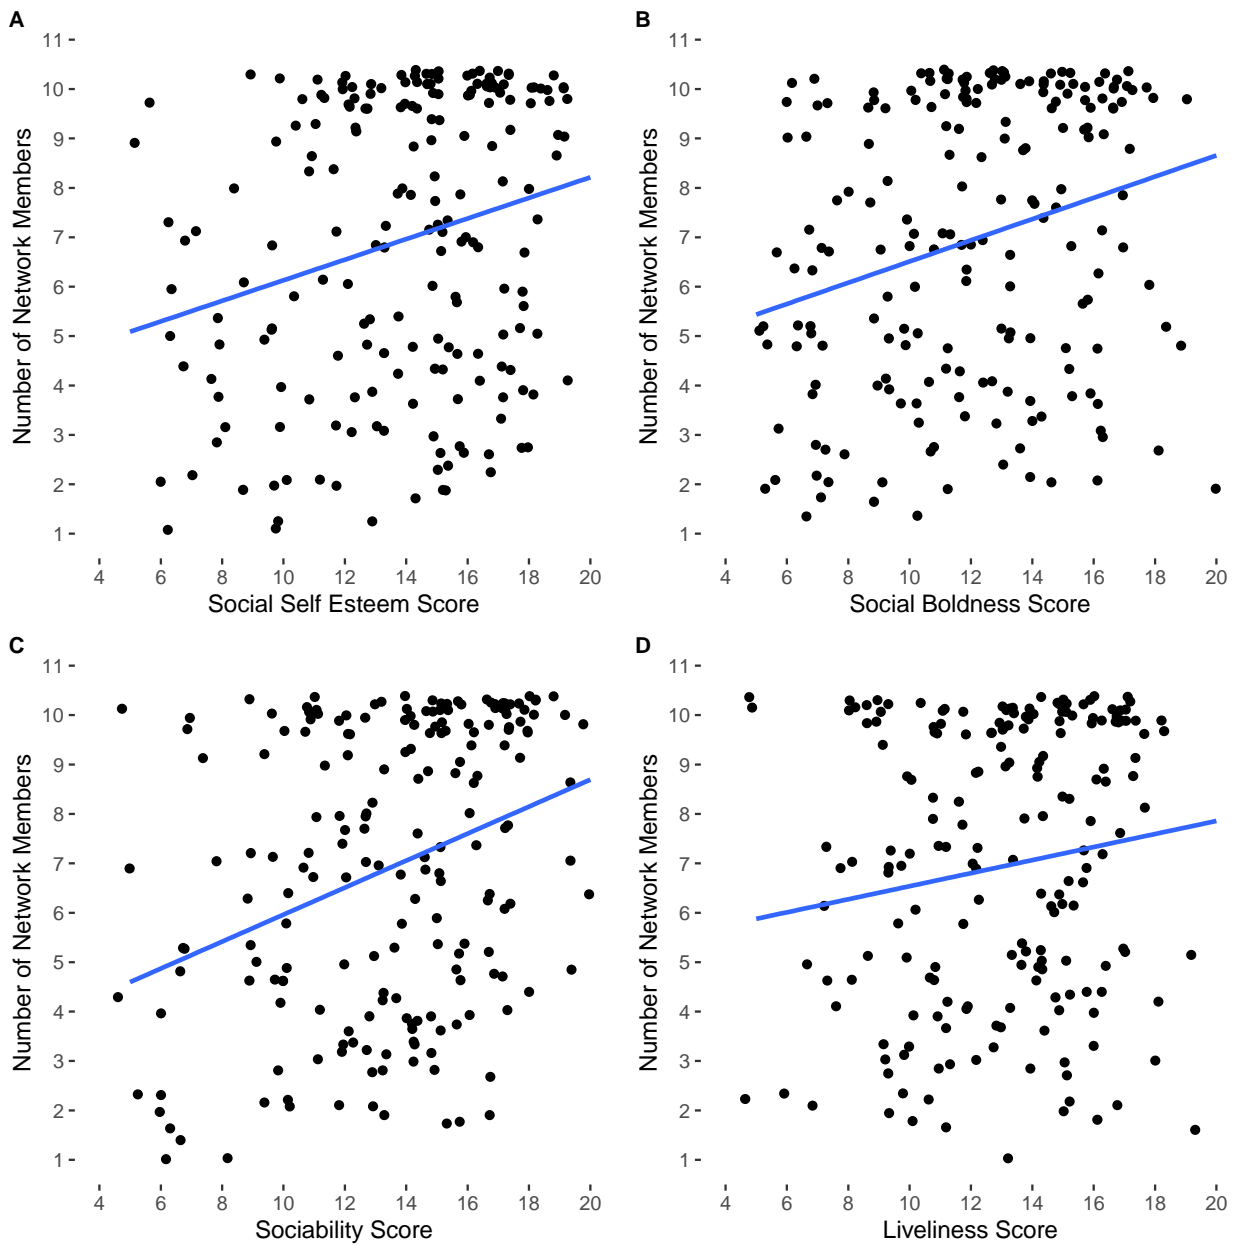 A
11
10
9
8
7
6
5
4
3
2
1
Number of Network Members
4 6 8 10 12 14 16 18 20
Social Self Esteem Score
B
11
10
9
8
7
6
5
4
3
2
1
Number of Network Members
4 6 8 10 12 14 16 18 20
Social Boldness Score
C
11
10
9
8
7
6
5
4
3
2
1
Number of Network Members
4 6 8 10 12 14 16 18 20
Sociability Score
D
11
10
9
8
7
6
5
4
3
2
1
Number of Network Members
4 6 8 10 12 14 16 18 20
Liveliness Score